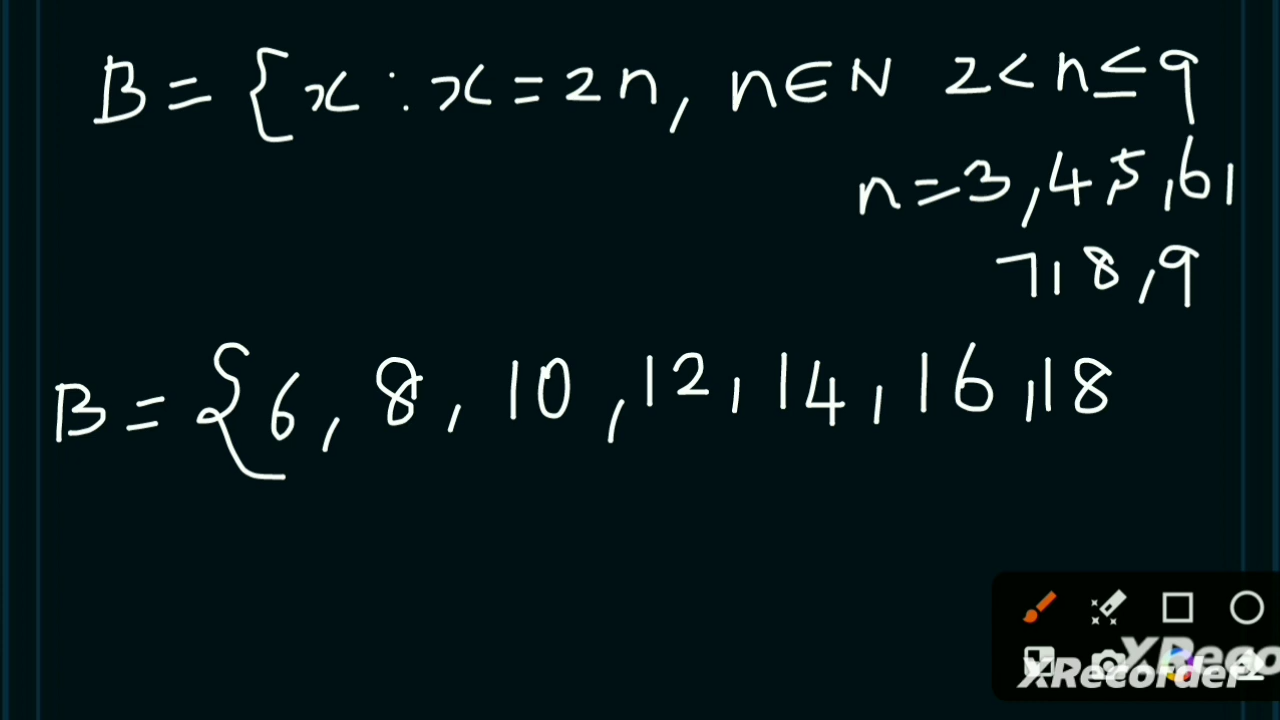 B = { x : x = 2n, n ∈ N 2 < n ≤ 9
n = 3, 4, 5, 6,
7, 8, 9
B = { 6, 8, 10, 12, 14, 16, 18
XRecorder